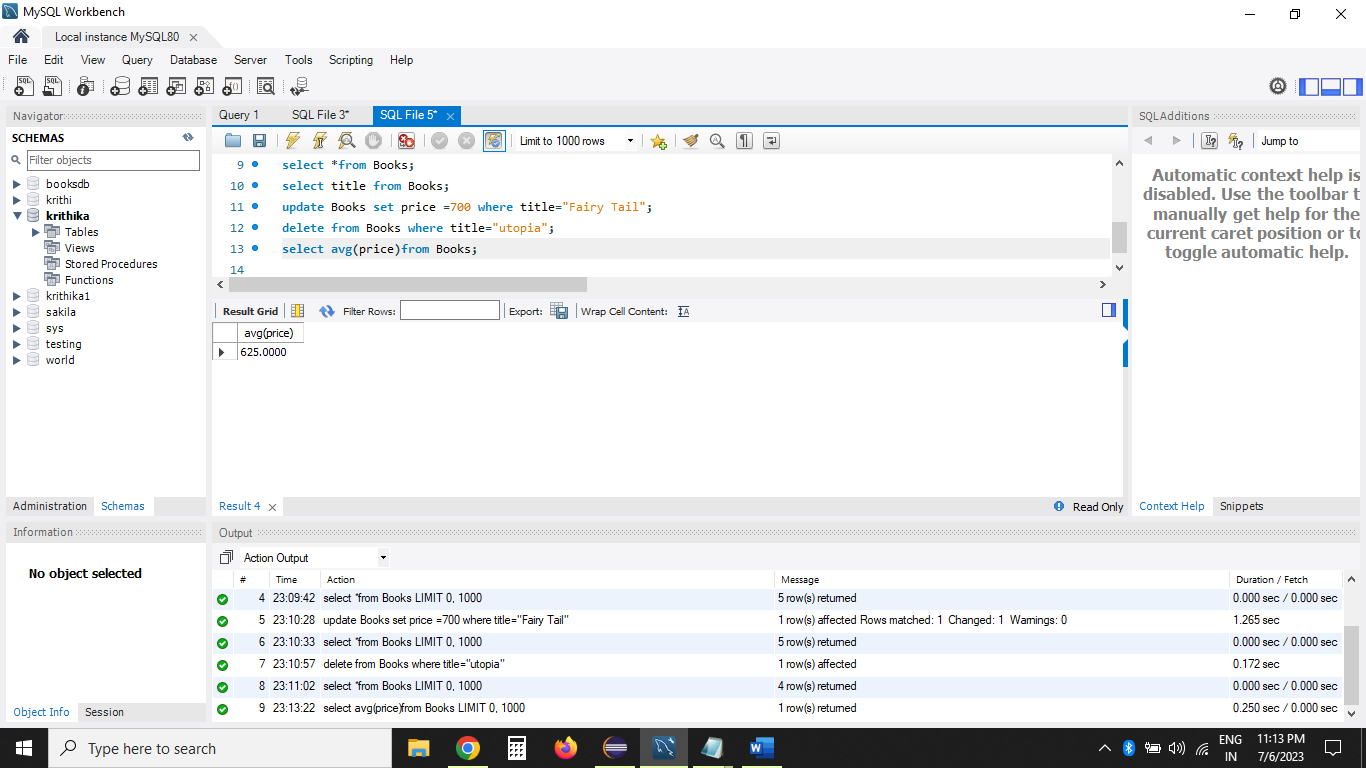 MySQL Workbench
Local instance MySQL80
File Edit View Query Database Server Tools Scripting Help
Navigator
SCHEMAS
Filter objects
booksdb
krithi
krithika
Tables
Views
Stored Procedures
Functions
krithika1
sakila
sys
testing
world
Administration Schemas
Information
No object selected
Object Info Session
Query 1 SQL File 3* SQL File 5*
Limit to 1000 rows
9 select *from Books;
10 select title from Books;
11 update Books set price =700 where title="Fairy Tail";
12 delete from Books where title="utopia";
13 select avg(price)from Books;
14
Result Grid Filter Rows: Export: Wrap Cell Content:
avg(price)
625.0000
Result 4 Read Only
SQLAdditions
Jump to
Automatic context help is
disabled. Use the toolbar t
manually get help for the
current caret position or to
toggle automatic help.
Context Help Snippets
Output
Action Output
# Time Action Message Duration / Fetch
4 23:09:42 select *from Books LIMIT 0, 1000 5 row(s) returned 0.000 sec / 0.000 sec
5 23:10:28 update Books set price =700 where title="Fairy Tail" 1 row(s) affected Rows matched: 1 Changed: 1 Warnings: 0 1.265 sec
6 23:10:33 select *from Books LIMIT 0, 1000 5 row(s) returned 0.000 sec / 0.000 sec
7 23:10:57 delete from Books where title="utopia" 1 row(s) affected 0.172 sec
8 23:11:02 select *from Books LIMIT 0, 1000 4 row(s) returned 0.000 sec / 0.000 sec
9 23:13:22 select avg(price)from Books LIMIT 0, 1000 1 row(s) returned 0.250 sec / 0.000 sec
Type here to search
ENG
IN
11:13 PM
7/6/2023